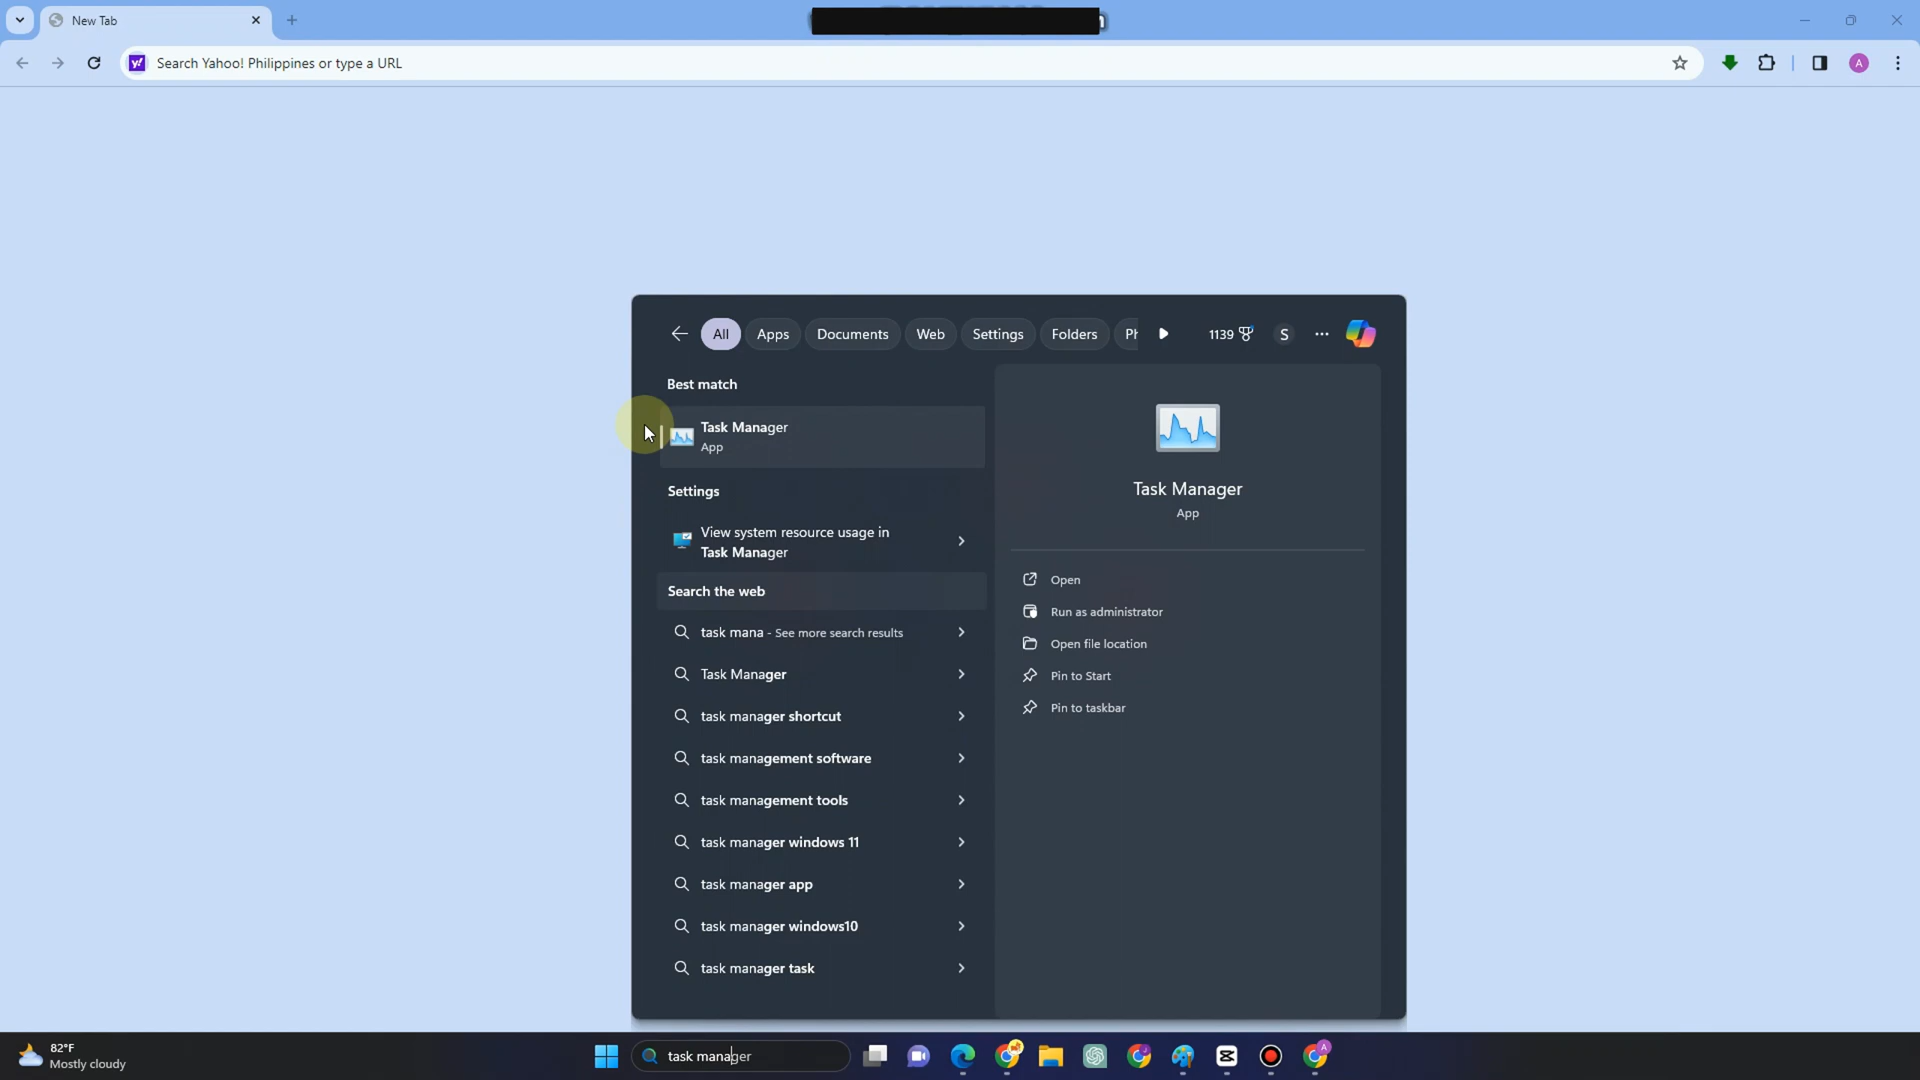 New Tab
Search Yahoo! Philippines or type a URL
A
All
Apps
Documents
Web
Settings
Folders
1139
S
Best match
Task Manager
App
Settings
View system resource usage in
Task Manager
Search the web
task mana - See more search results
Task Manager
task manager shortcut
task management software
task management tools
task manager windows 11
task manager app
task manager windows10
task manager task
Task Manager
App
Open
Run as administrator
Open file location
Pin to Start
Pin to taskbar
82°F
Mostly cloudy
task manager